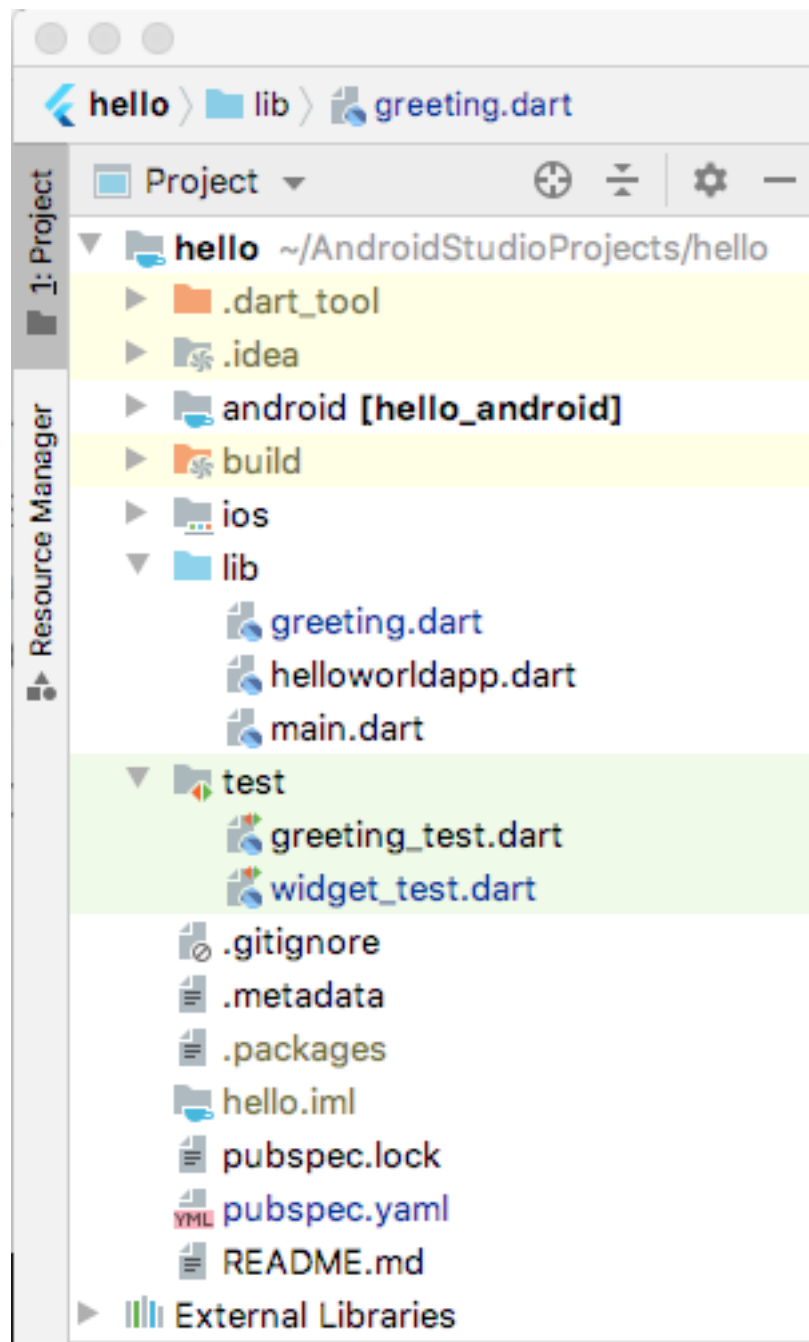 hello lib greeting.dart
Project
1: Project
hello ~/AndroidStudioProjects/hello
.dart_tool
.idea
android [hello_android]
build
ios
lib
greeting.dart
helloworldapp.dart
main.dart
test
greeting_test.dart
widget_test.dart
.gitignore
.metadata
.packages
hello.iml
pubspec.lock
YML pubspec.yaml
README.md
External Libraries
Resource Manager